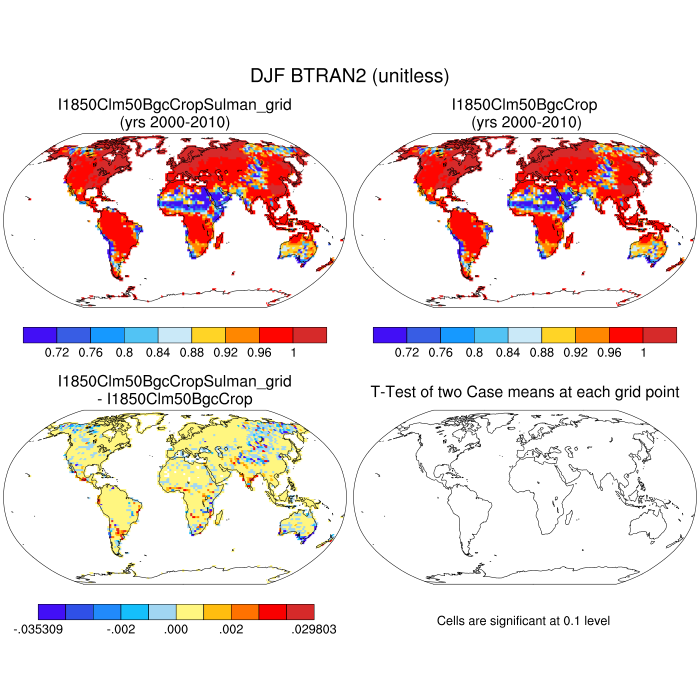 DJF BTRAN2 (unitless)
I1850Clm50BgcCropSulman_grid
(yrs 2000-2010)
I1850Clm50BgcCrop
(yrs 2000-2010)
0.72 0.76 0.8 0.84 0.88 0.92 0.96 1
0.72 0.76 0.8 0.84 0.88 0.92 0.96 1
I1850Clm50BgcCropSulman_grid
- I1850Clm50BgcCrop
T-Test of two Case means at each grid point
-.035309 -.002 .000 .002 .029803
Cells are significant at 0.1 level